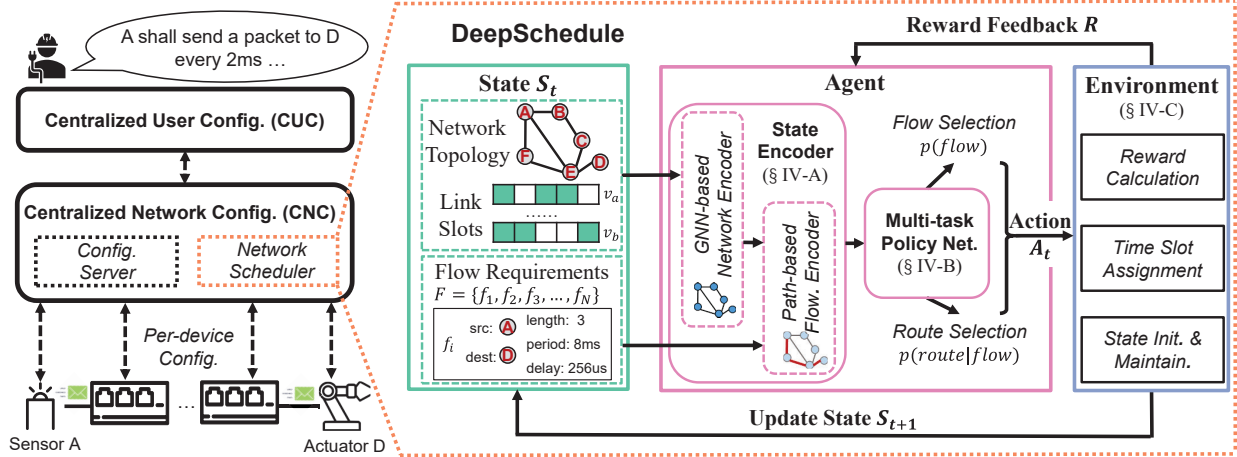 A shall send a packet to D
every 2ms ...
Centralized User Config. (CUC)
Centralized Network Config. (CNC)
Config.
Server
Network
Scheduler
Per-device
Config.
...
Sensor A
Actuator D
DeepSchedule
Reward Feedback R
State S_t
Network
Topology
A
B
C
D
E
F
Link
Slots
v_a
......
v_b
Flow Requirements
F = {f_1, f_2, f_3, ..., f_N}
f_i
src: A
dest: D
length: 3
period: 8ms
delay: 256us
Agent
State
Encoder
(§ IV-A)
GNN-based
Network Encoder
Path-based
Flow. Encoder
Flow Selection
p(flow)
Multi-task
Policy Net.
(§ IV-B)
Route Selection
p(route|flow)
Action
A_t
Environment
(§ IV-C)
Reward
Calculation
Time Slot
Assignment
State Init. &
Maintain.
Update State S_{t+1}